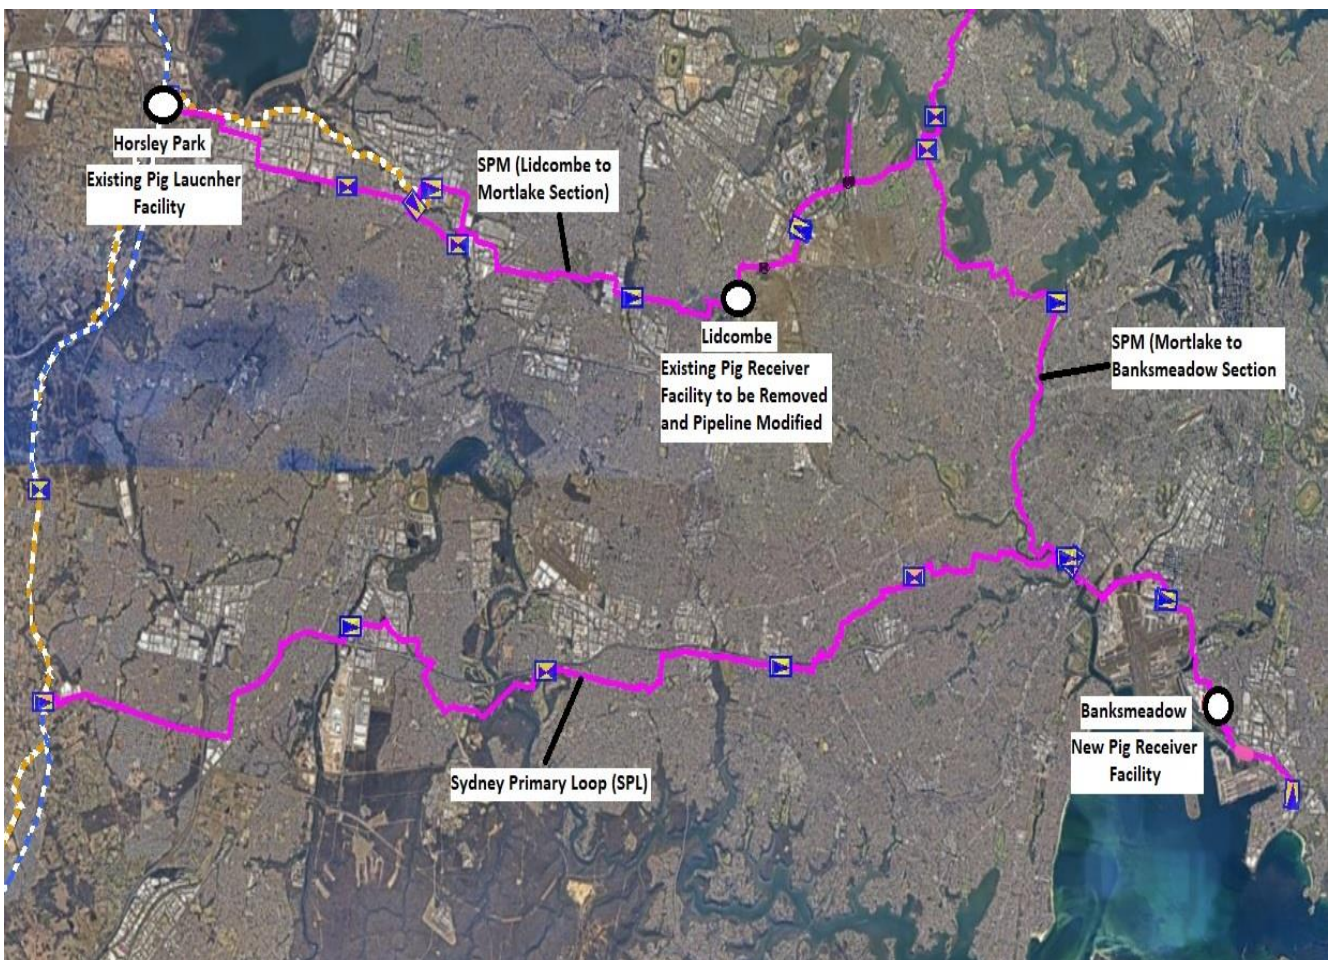 Horsley Park
Existing Pig Laucnher
Facility
SPM (Lidcombe to
Mortlake Section)
Lidcombe
Existing Pig Receiver
Facility to be Removed
and Pipeline Modified
SPM (Mortlake to
Banksmeadow Section
Sydney Primary Loop (SPL)
Banksmeadow
New Pig Receiver
Facility